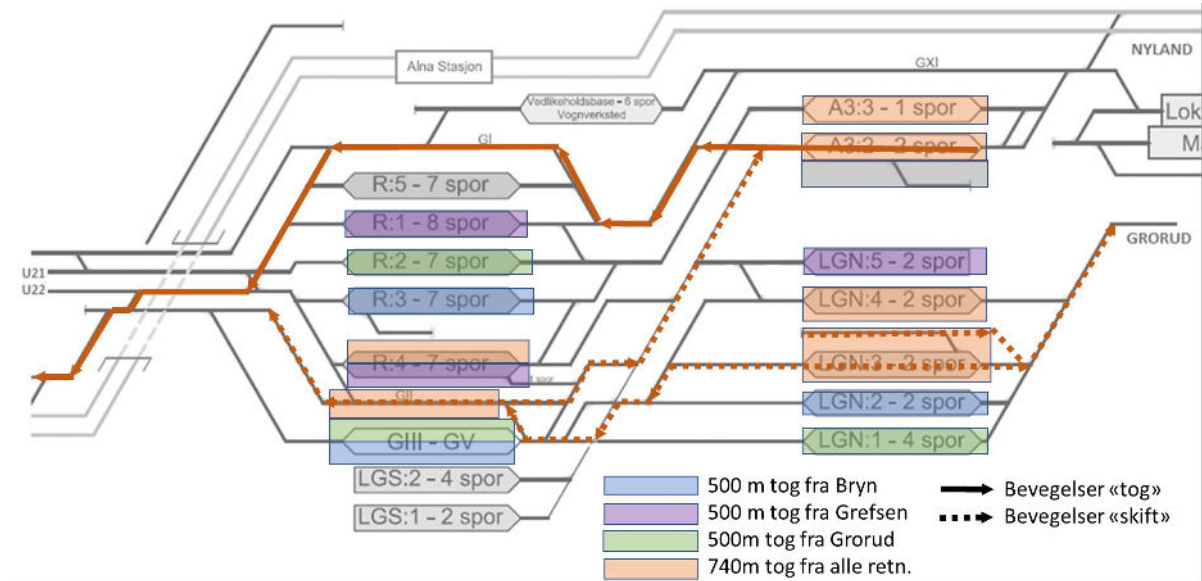 NYLAND
GXI
Alna Stasjon
Vedlikeholdsbase - 6 spor
Vognverksted
A3:3 - 1 spor
Lok
GI
A3:2 - 2 spor
M
R:5 - 7 spor
R:1 - 8 spor
GRORUD
R:2 - 7 spor
LGN:5 - 2 spor
U21
U22
R:3 - 7 spor
LGN:4 - 2 spor
R:4 - 7 spor
LGN:3 - 2 spor
spor
GII
LGN:2 - 2 spor
GIII - GV
LGN:1 - 4 spor
LGS:2 - 4 spor
LGS:1 - 2 spor
500 m tog fra Bryn
500 m tog fra Grefsen
500m tog fra Grorud
740m tog fra alle retn.
Bevegelser «tog»
Bevegelser «skift»